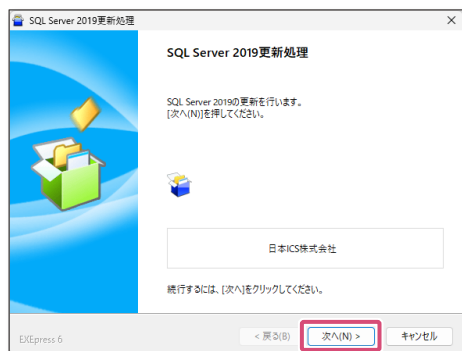 SQL Server 2019更新処理
SQL Server 2019更新処理
SQL Server 2019の更新を行います。
[次へ(N)]を押してください。
日本ICS株式会社
続行するには、[次へ]をクリックしてください。
EXEpress 6
< 戻る(B)
次へ(N) >
キャンセル